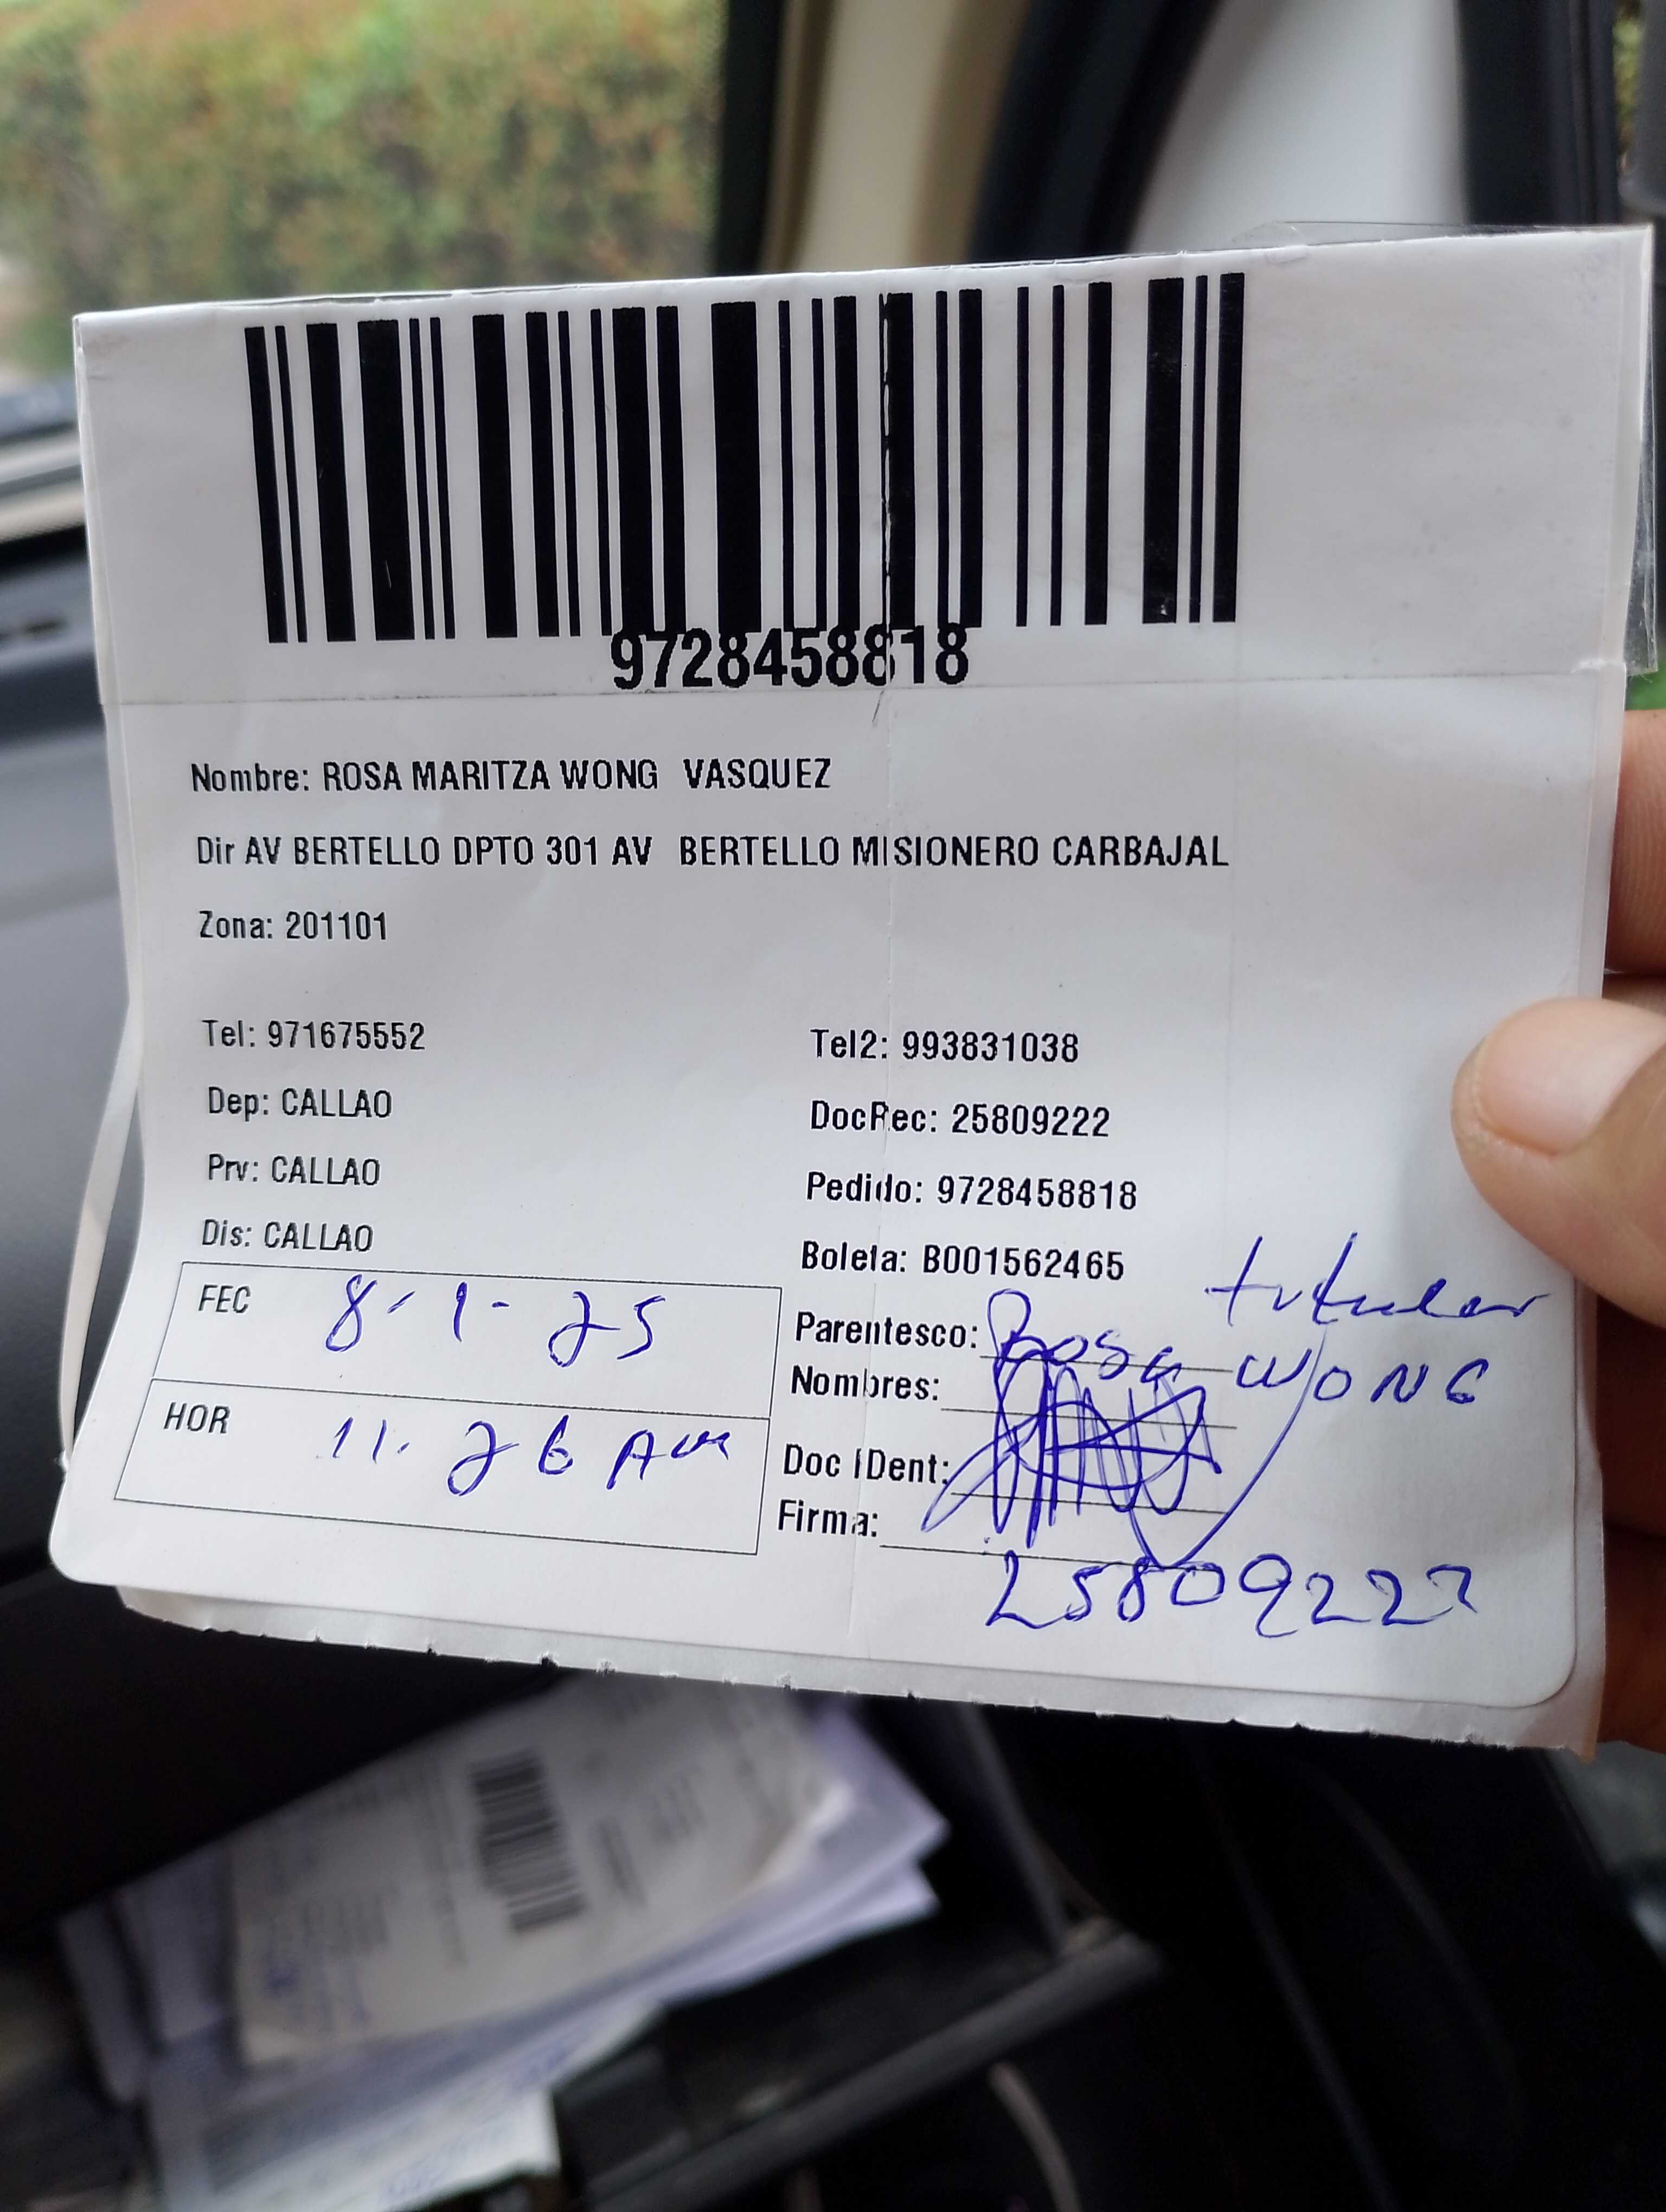 9728458818
Nombre: ROSA MARITZA WONG VASQUEZ
Dir AV BERTELLO DPTO 301 AV BERTELLO MISIONERO CARBAJAL
Zona: 201101
Tel: 971675552
Tel2: 993831038
Dep: CALLAO
DocRec: 25809222
Prv: CALLAO
Pedido: 9728458818
Dis: CALLAO
Boleta: B001562465
titular
FEC 8-1-25
Parentesco:
Rosa WONG
Nombres:
HOR 11.26 Am
Doc IDent:
Firma:
25809222